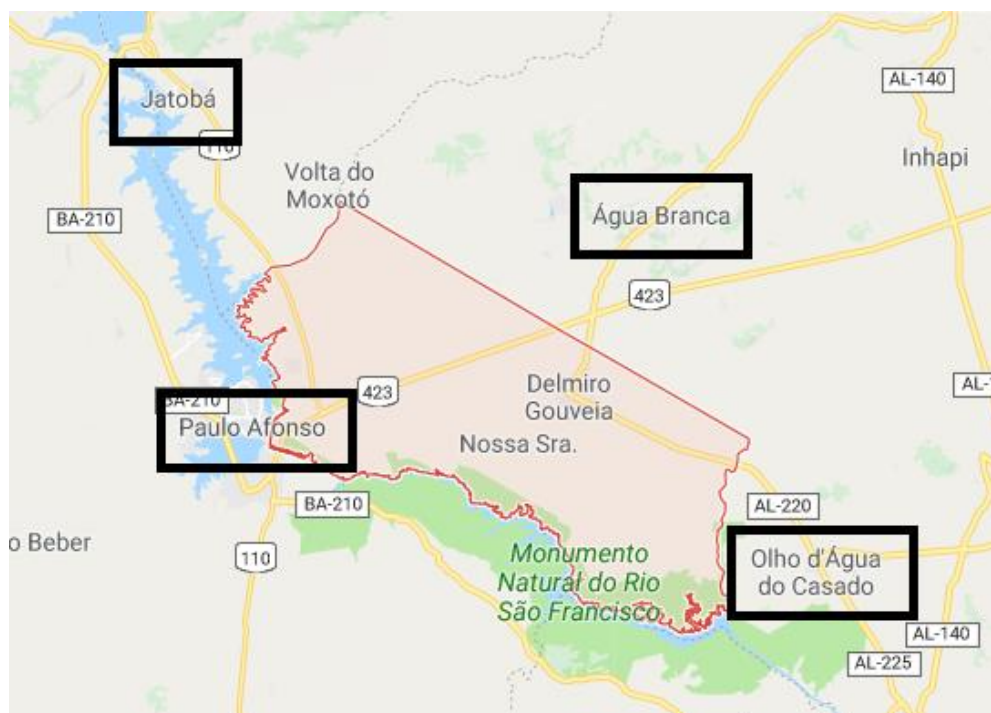 AL-140
Jatobá
110
Inhapi
Volta do
Moxotó
Água Branca
BA-210
423
423
Delmiro
Gouveia
BA-210
Paulo Afonso
Nossa Sra.
BA-210
AL-220
o Beber
110
Monumento
Natural do Rio
São Francisco
Olho d'Água
do Casado
AL-140
AL-225